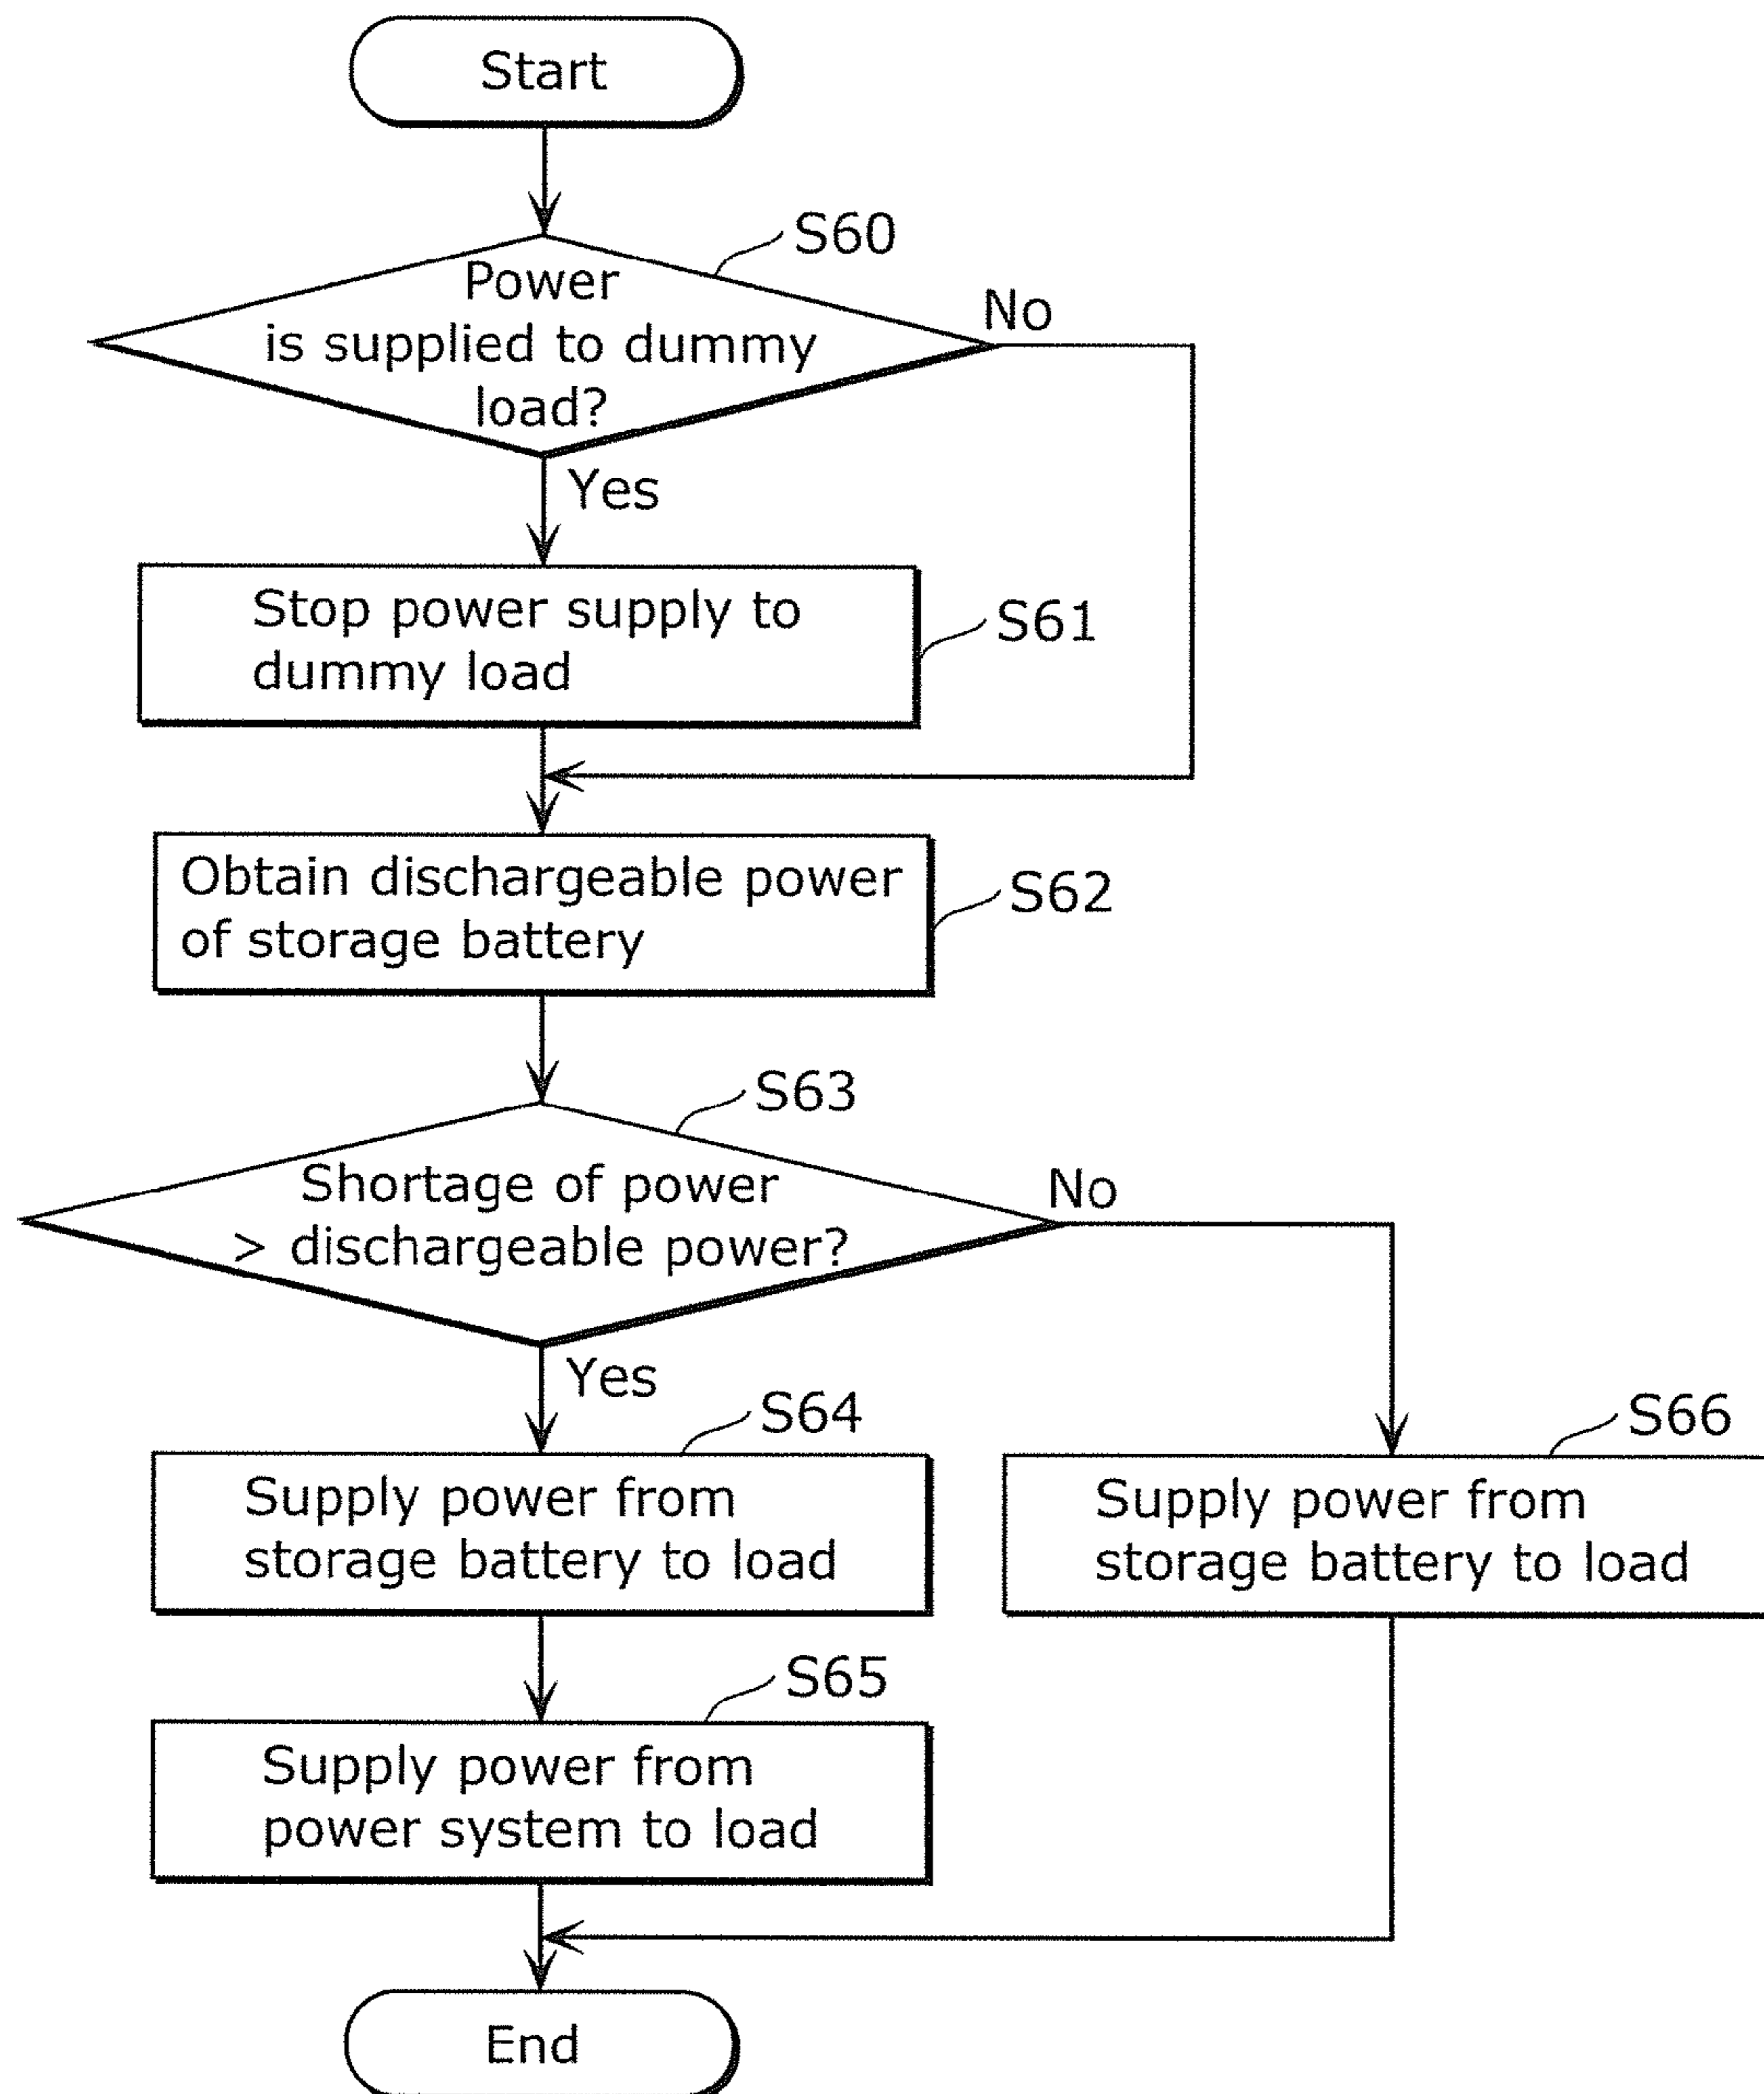 Start
S60
Power
is supplied to dummy
load?
No
Yes
Stop power supply to
dummy load
S61
Obtain dischargeable power
of storage battery
S62
S63
Shortage of power
> dischargeable power?
No
Yes
S64
Supply power from
storage battery to load
S66
Supply power from
storage battery to load
S65
Supply power from
power system to load
End